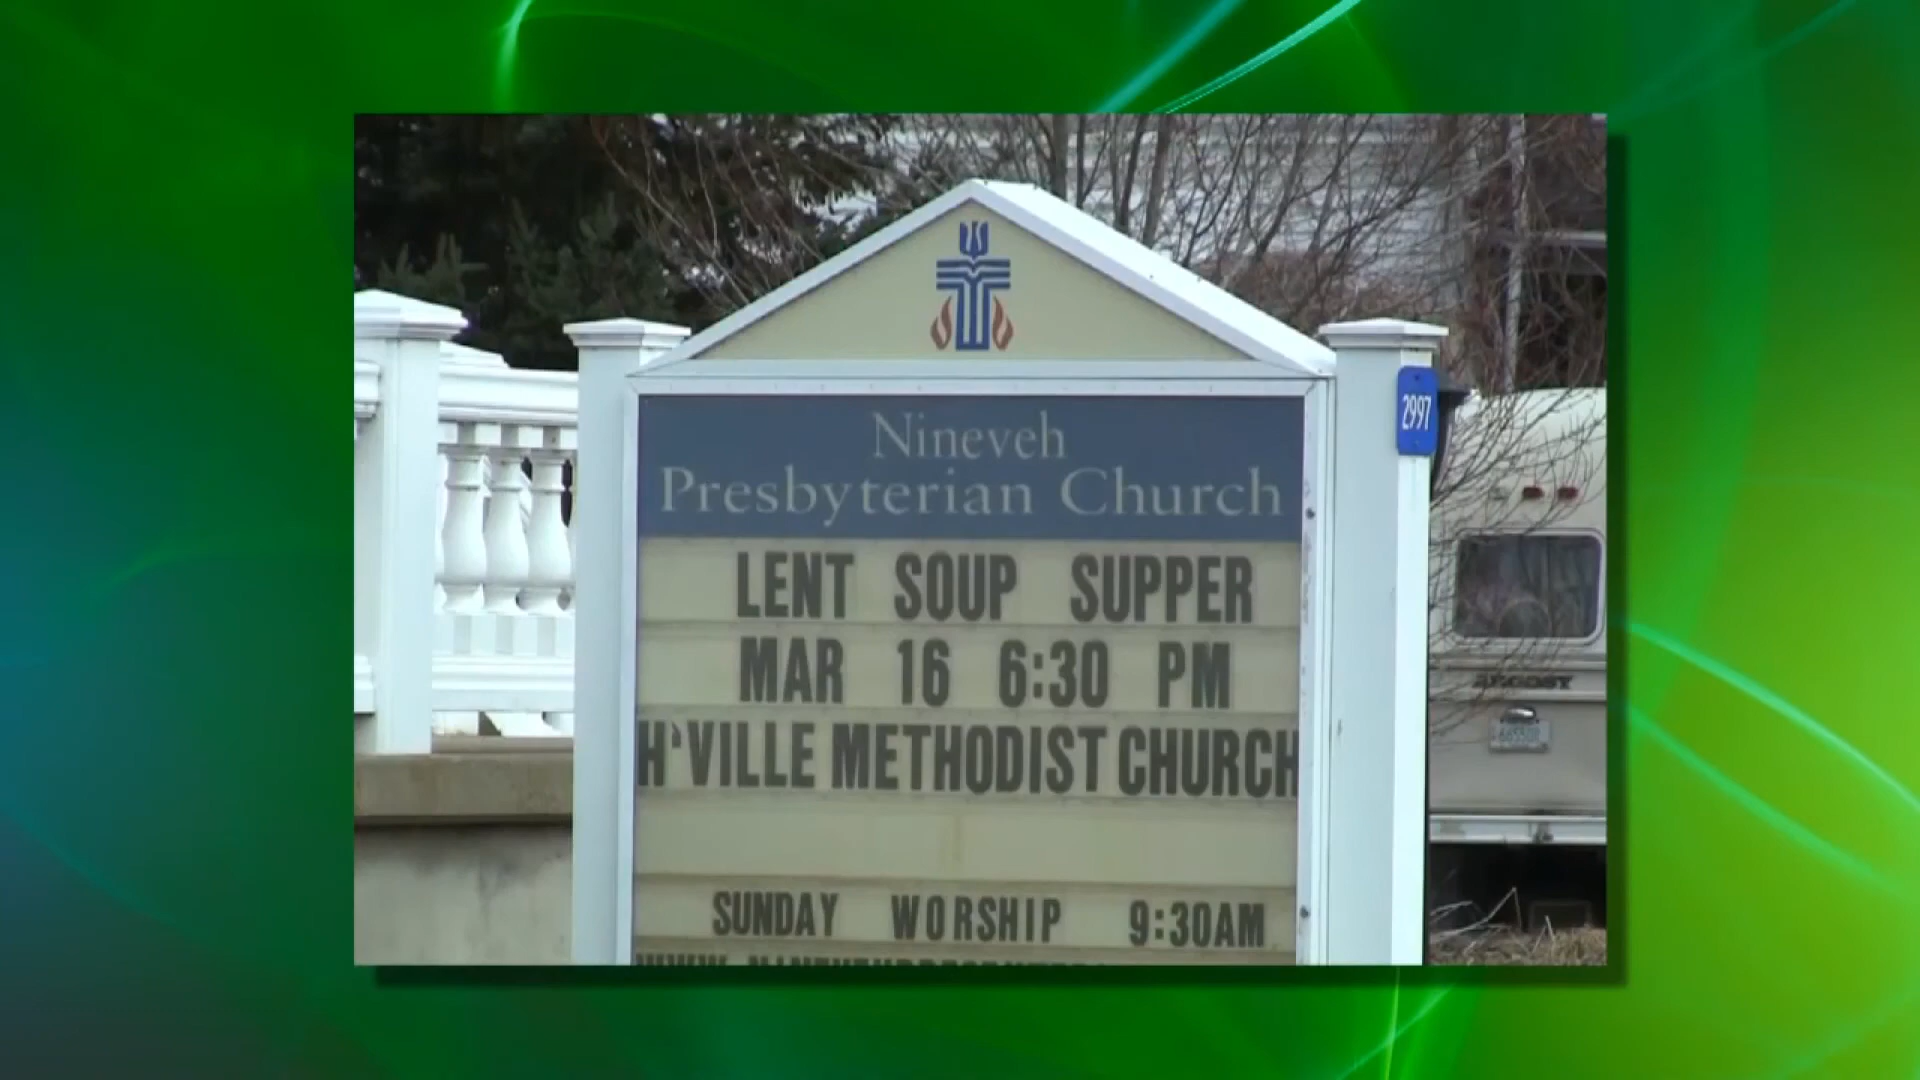 Nineveh
Presbyterian Church
2997
LENT SOUP SUPPER
MAR 16 6:30 PM
H'VILLE METHODIST CHURCH
SUNDAY WORSHIP 9:30AM
ARGOSY